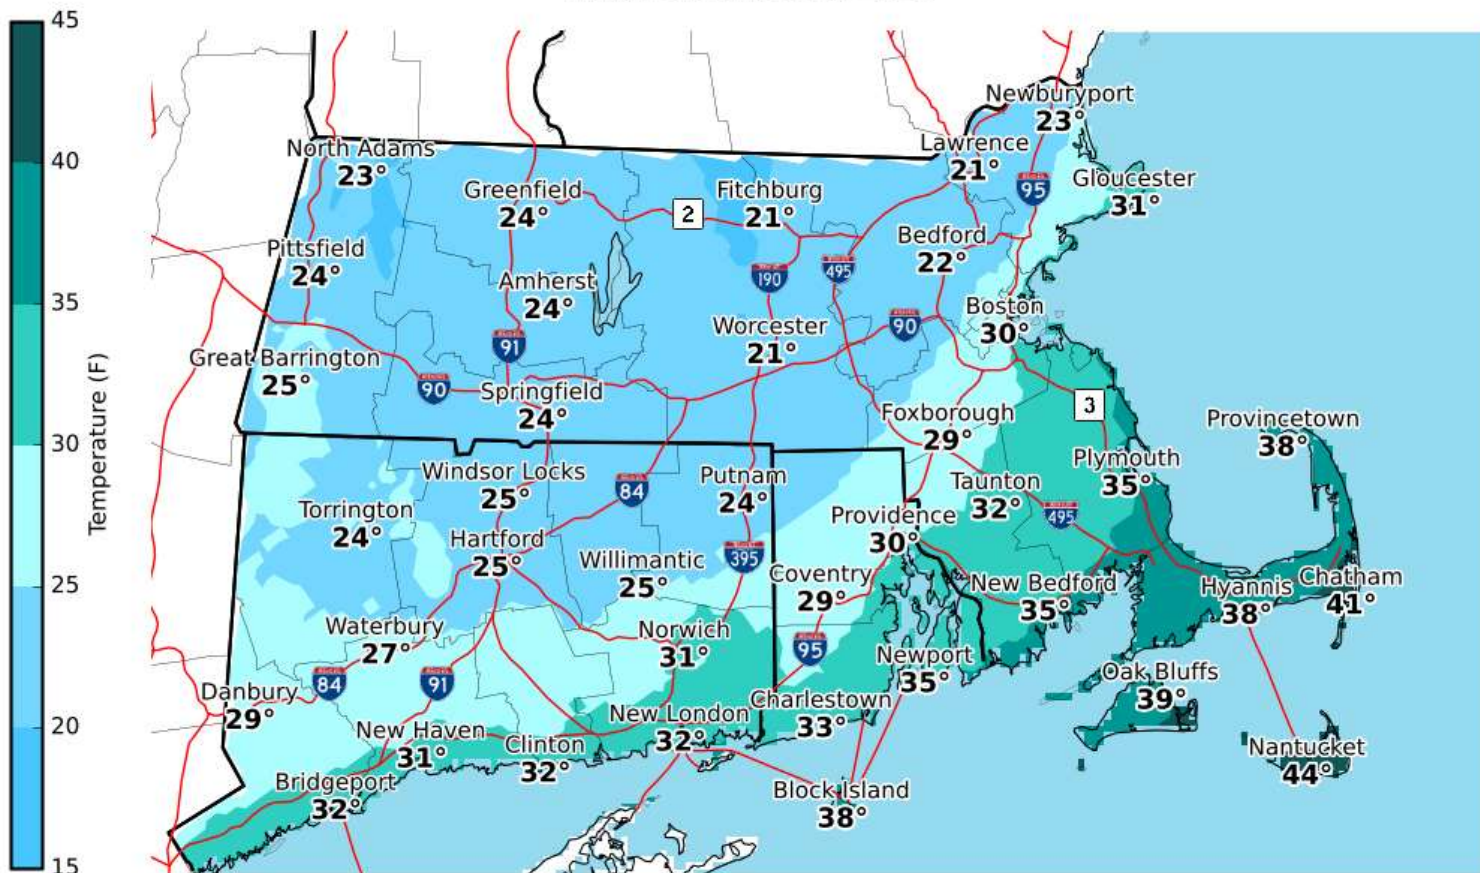 45
40
35
30
25
20
15
Temperature (F)
Newburyport
23°
North Adams
23°
Lawrence
21°
Greenfield
24°
2
Fitchburg
21°
95
Gloucester
31°
Pittsfield
24°
Bedford
22°
Amherst
24°
190
495
Boston
30°
Worcester
21°
90
91
Great Barrington
25°
90
Springfield
24°
Foxborough
29°
3
Provincetown
38°
Windsor Locks
25°
84
Putnam
24°
Taunton
32°
Plymouth
35°
Torrington
24°
Hartford
25°
Providence
30°
495
Willimantic
25°
395
Coventry
29°
New Bedford
35°
Hyannis
38°
Chatham
41°
Waterbury
27°
Norwich
31°
95
Newport
35°
84
91
Danbury
29°
Oak Bluffs
39°
New Haven
31°
Clinton
32°
New London
32°
Charlestown
33°
Nantucket
44°
Bridgeport
32°
Block Island
38°